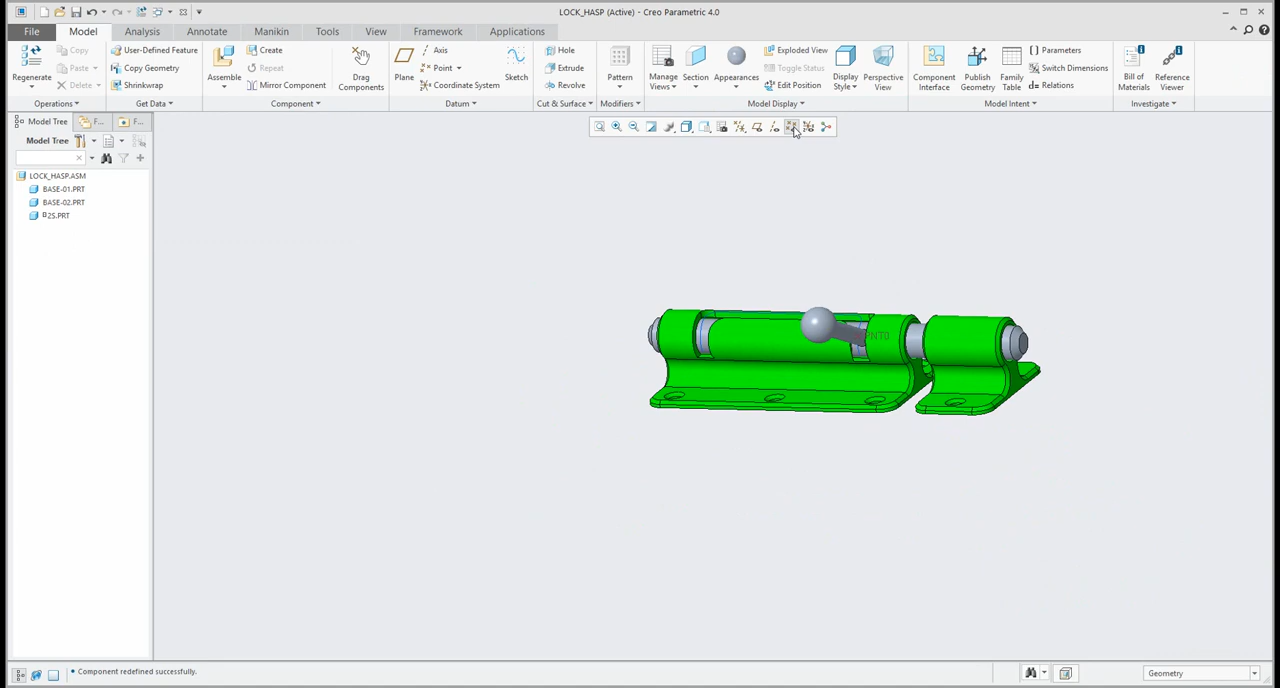 LOCK_HASP (Active) - Creo Parametric 4.0
File Model Analysis Annotate Manikin Tools View Framework Applications
Regenerate Copy Paste Delete User-Defined Feature Copy Geometry Shrinkwrap Assemble Create Repeat Mirror Component Drag Components Plane Axis Point Coordinate System Sketch Hole Extrude Revolve Pattern Manage Views Section Appearances Exploded View Toggle Status Edit Position Display Style Perspective View Component Interface Publish Geometry Family Table Parameters Switch Dimensions Relations Bill of Materials Reference Viewer
Operations Get Data Component Datum Cut & Surface Modifiers Model Display Model Intent Investigate
Model Tree F... F...
Model Tree
LOCK_HASP.ASM
BASE-01.PRT
BASE-02.PRT
2S.PRT
PNT0
Component redefined successfully.
Geometry